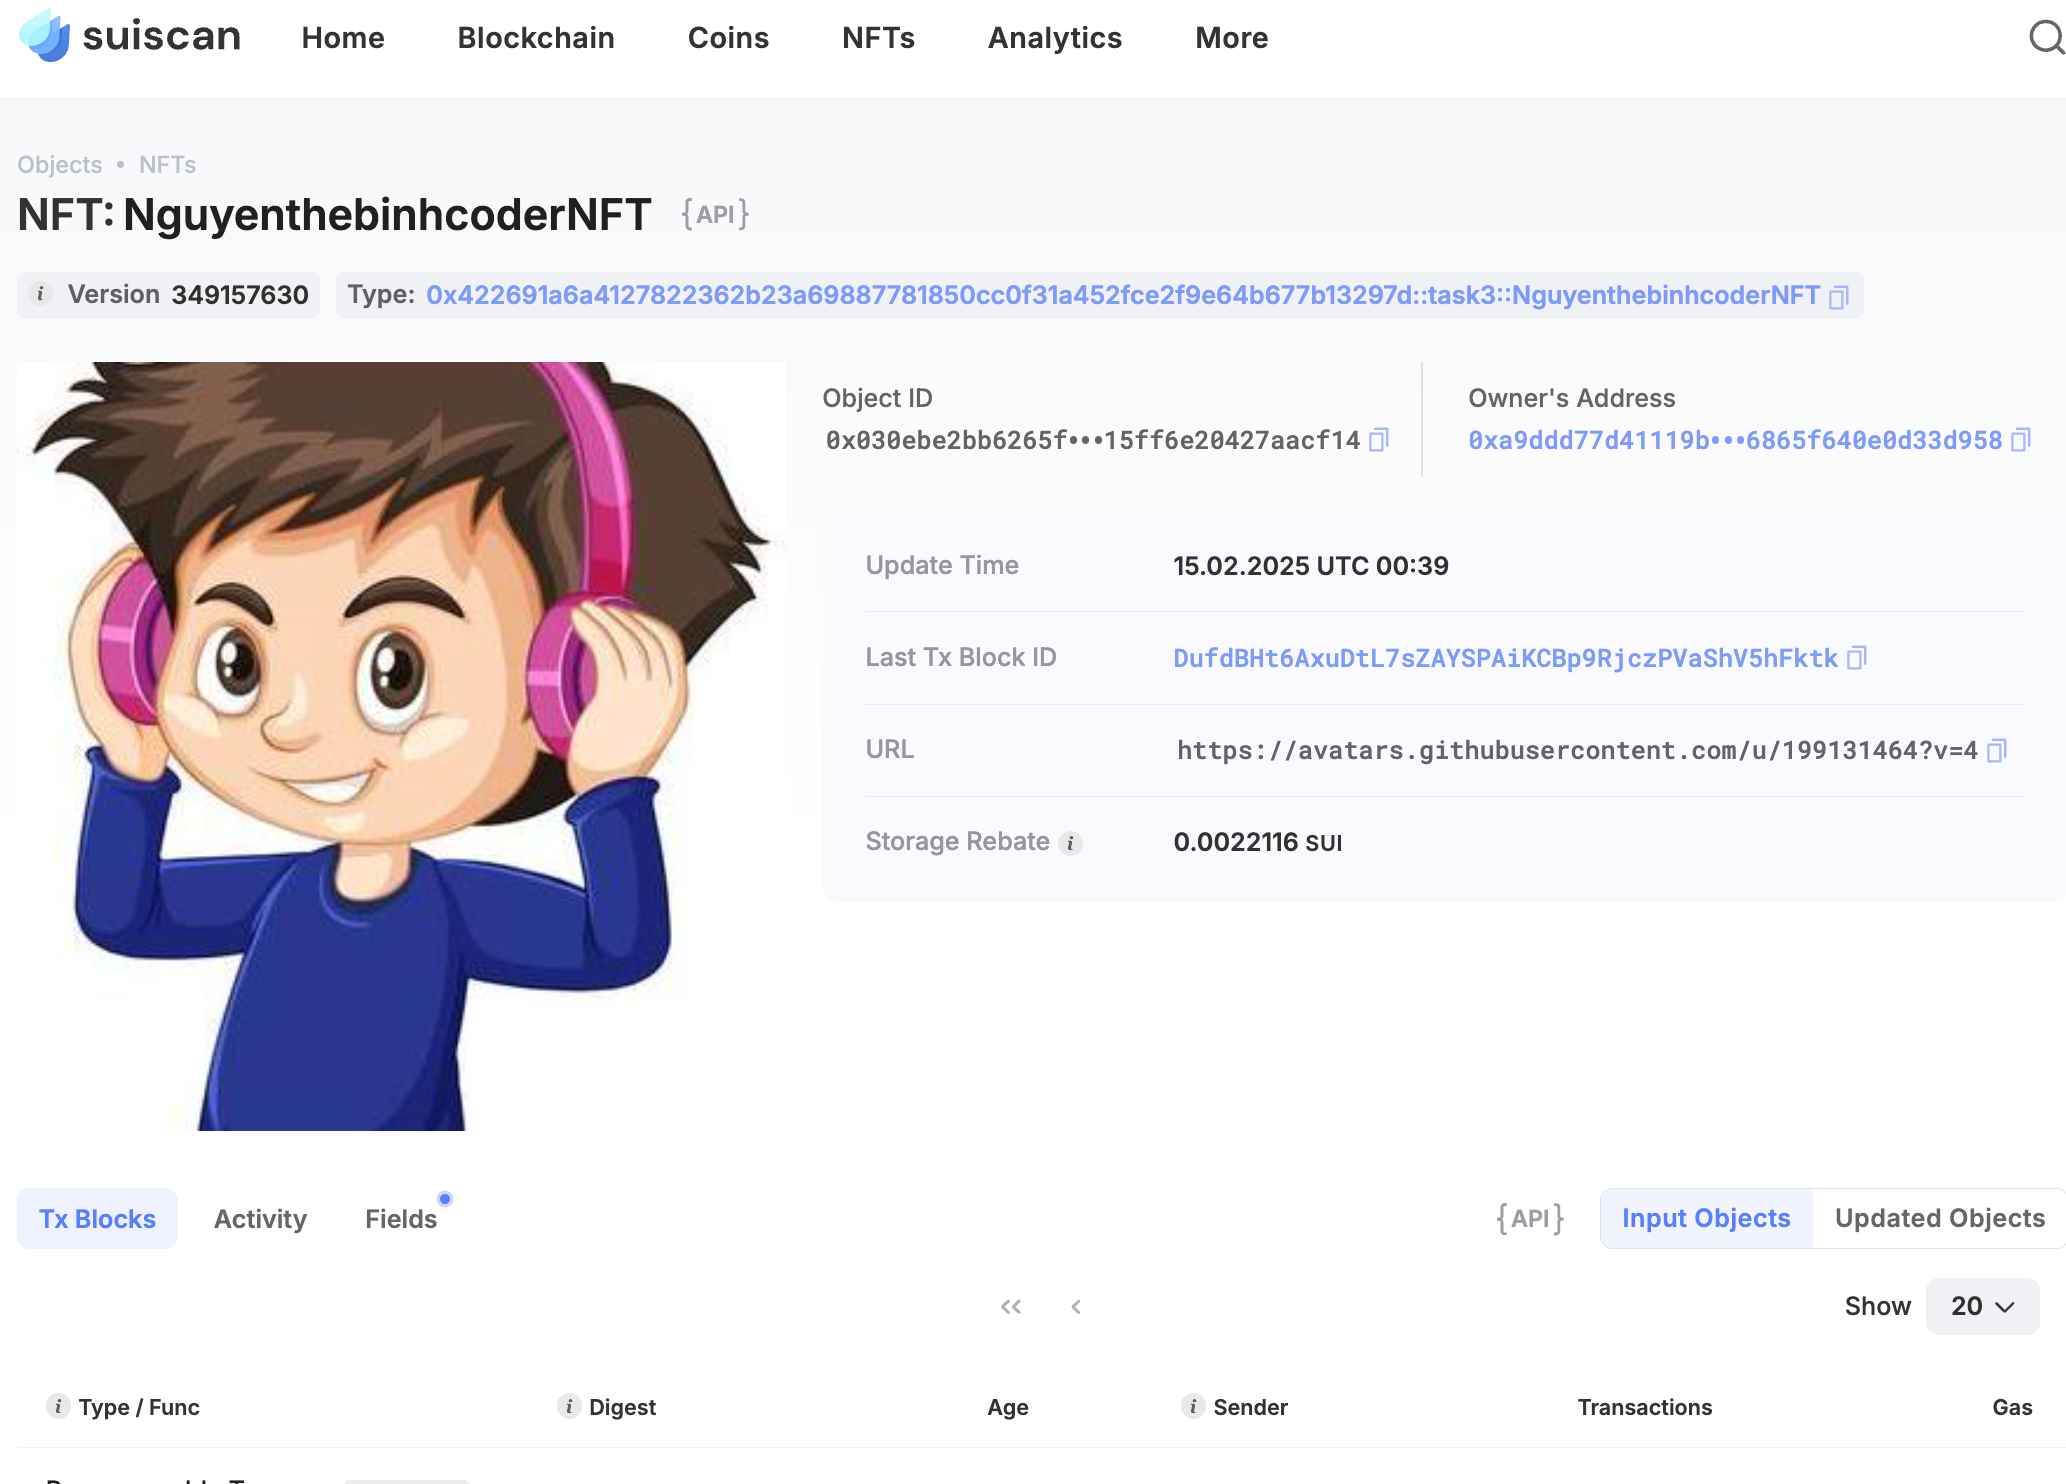 suiscan Home Blockchain Coins NFTs Analytics More
Objects • NFTs
NFT: NguyenthebinhcoderNFT {API}
i Version 349157630 Type: 0x422691a6a4127822362b23a69887781850cc0f31a452fce2f9e64b677b13297d::task3::NguyenthebinhcoderNFT
Object ID
0x030ebe2bb6265f•••15ff6e20427aacf14
Owner's Address
0xa9ddd77d41119b•••6865f640e0d33d958
Update Time 15.02.2025 UTC 00:39
Last Tx Block ID DufdBHt6AxuDtL7sZAYSPAiKCBp9RjczPVaShV5hFktk
URL https://avatars.githubusercontent.com/u/199131464?v=4
Storage Rebate i 0.0022116 SUI
Tx Blocks Activity Fields {API} Input Objects Updated Objects
Show 20
i Type / Func i Digest Age i Sender Transactions Gas